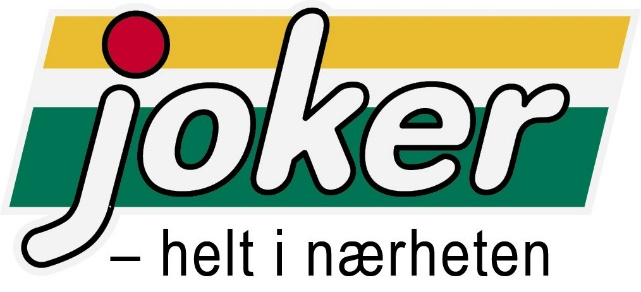 joker
– helt i nærheten